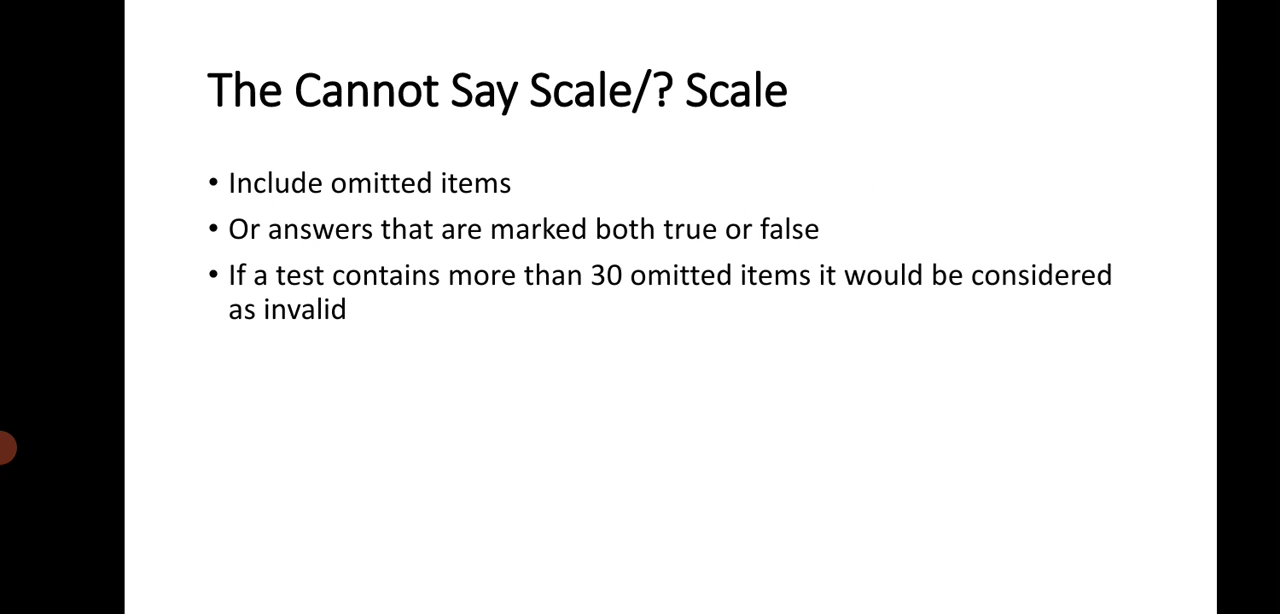 The Cannot Say Scale/? Scale
• Include omitted items
• Or answers that are marked both true or false
• If a test contains more than 30 omitted items it would be considered
as invalid